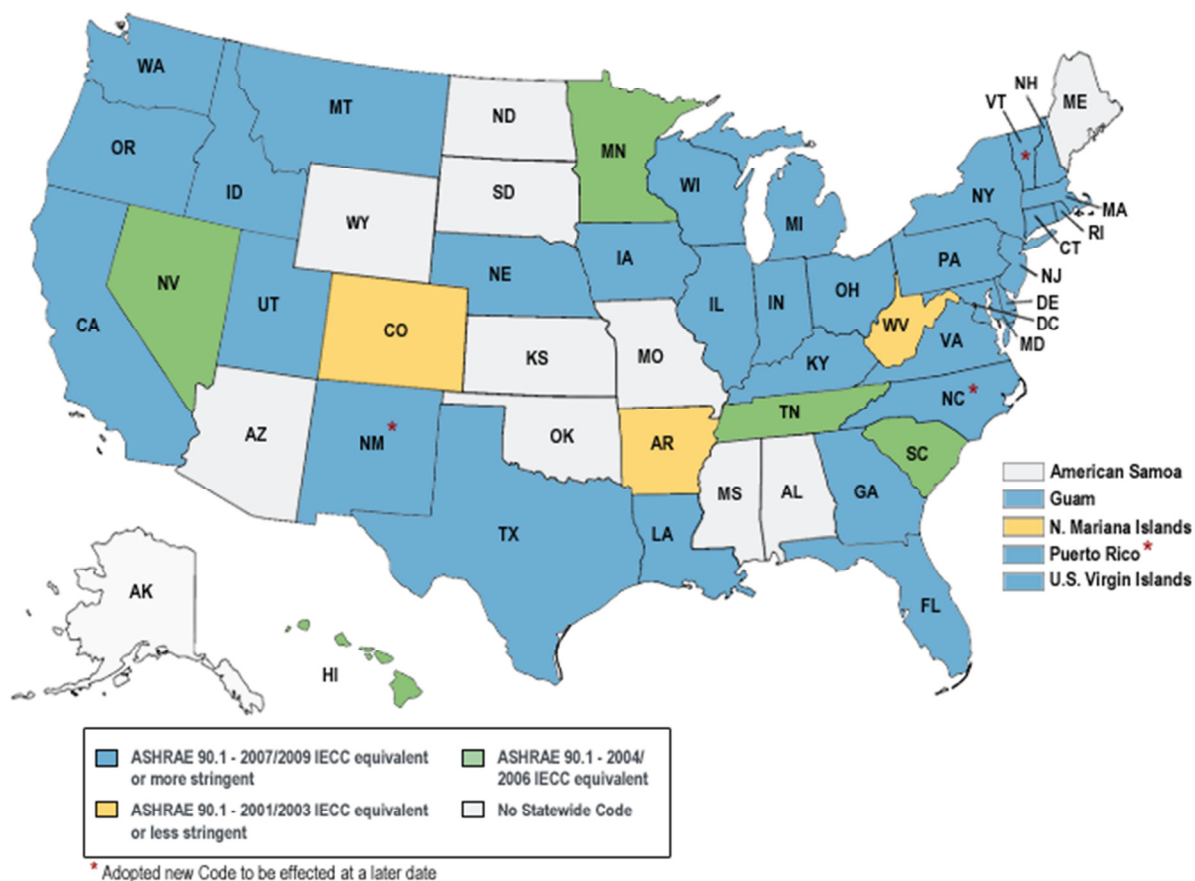 WA
MT
ND
MN
VT
NH
ME
OR
ID
SD
WI
MI
NY
*
WY
MA
RI
CT
NV
UT
NE
IA
PA
NJ
CA
CO
IL
IN
OH
WV
DE
DC
MD
VA
KS
MO
KY
NC *
AZ
NM *
OK
AR
TN
SC
MS
AL
GA
TX
LA
FL
AK
HI
American Samoa
Guam
N. Mariana Islands
Puerto Rico *
U.S. Virgin Islands
ASHRAE 90.1 - 2007/2009 IECC equivalent
or more stringent
ASHRAE 90.1 - 2001/2003 IECC equivalent
or less stringent
ASHRAE 90.1 - 2004/
2006 IECC equivalent
No Statewide Code
* Adopted new Code to be effected at a later date